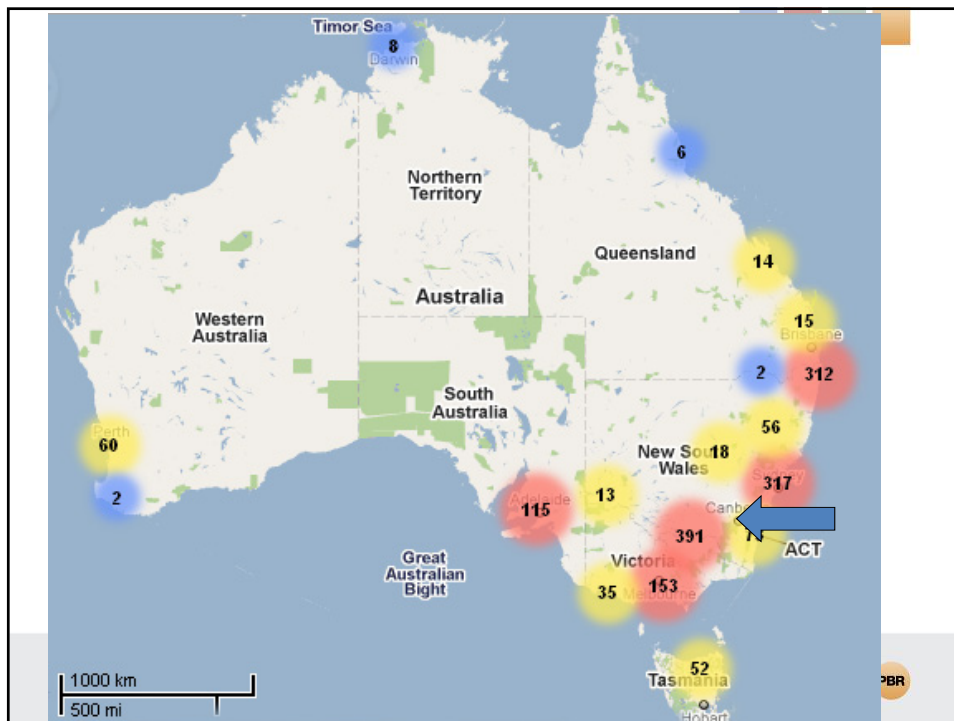 Timor Sea
8
Darwin
6
Northern
Territory
Queensland
14
Australia
15
Western
Australia
Brisbane
2
312
South
Australia
56
Perth
60
New South
Wales
18
Sydney
317
2
Adelaide
115
13
391
ACT
Great
Australian
Bight
Victoria
35
153
Melbourne
52
Tasmania
Hobart
1000 km
500 mi
PBR